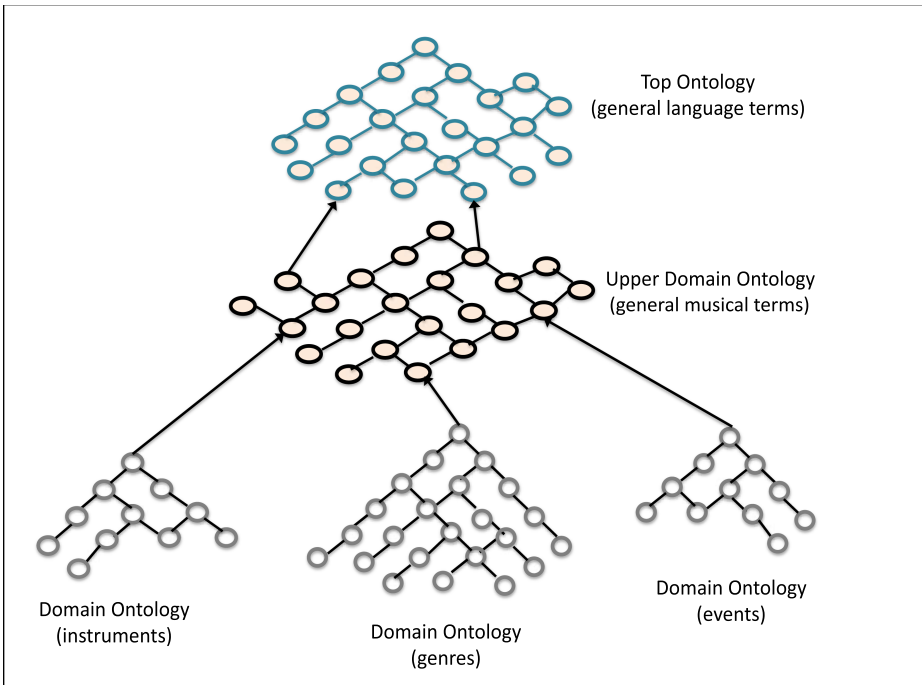 Top Ontology
(general language terms)
Upper Domain Ontology
(general musical terms)
Domain Ontology
(instruments)
Domain Ontology
(genres)
Domain Ontology
(events)